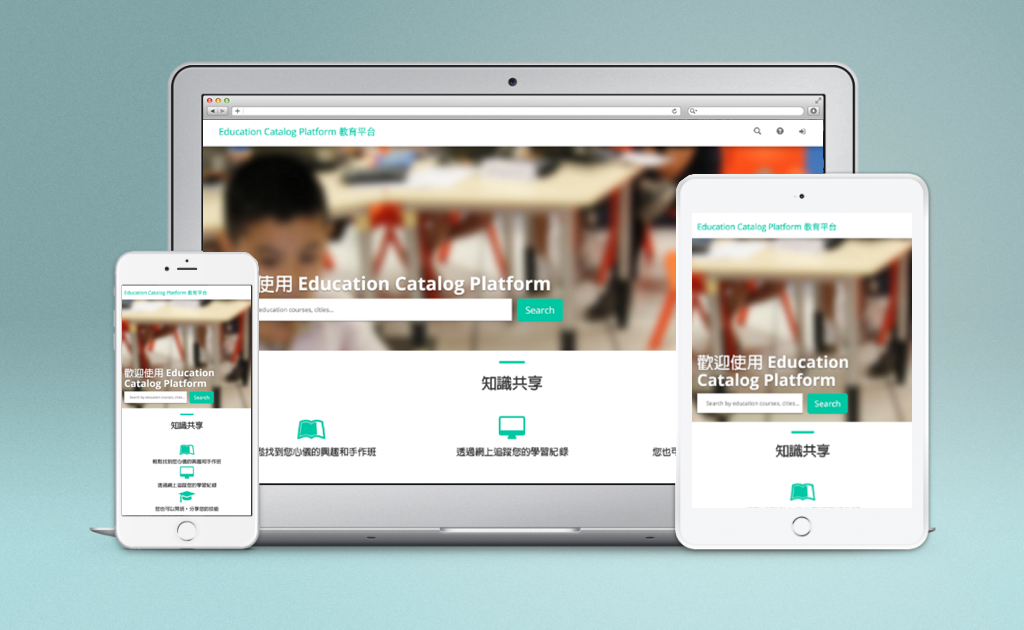 Education Catalog Platform 教育平台
使用 Education Catalog Platform
education courses, cities...
Search
知識共享
找到您心儀的興趣和手作班
透過網上追蹤您的學習紀錄
您也可
Education Catalog Platform 教育平台
歡迎使用 Education
Catalog Platform
Search by education courses, cities...
Search
知識共享
輕鬆找到您心儀的興趣和手作班
透過網上追蹤您的學習紀錄
您也可以開班，分享您的技能
Education Catalog Platform 教育平台
歡迎使用 Education
Catalog Platform
Search by education courses, cities...
Search
知識共享